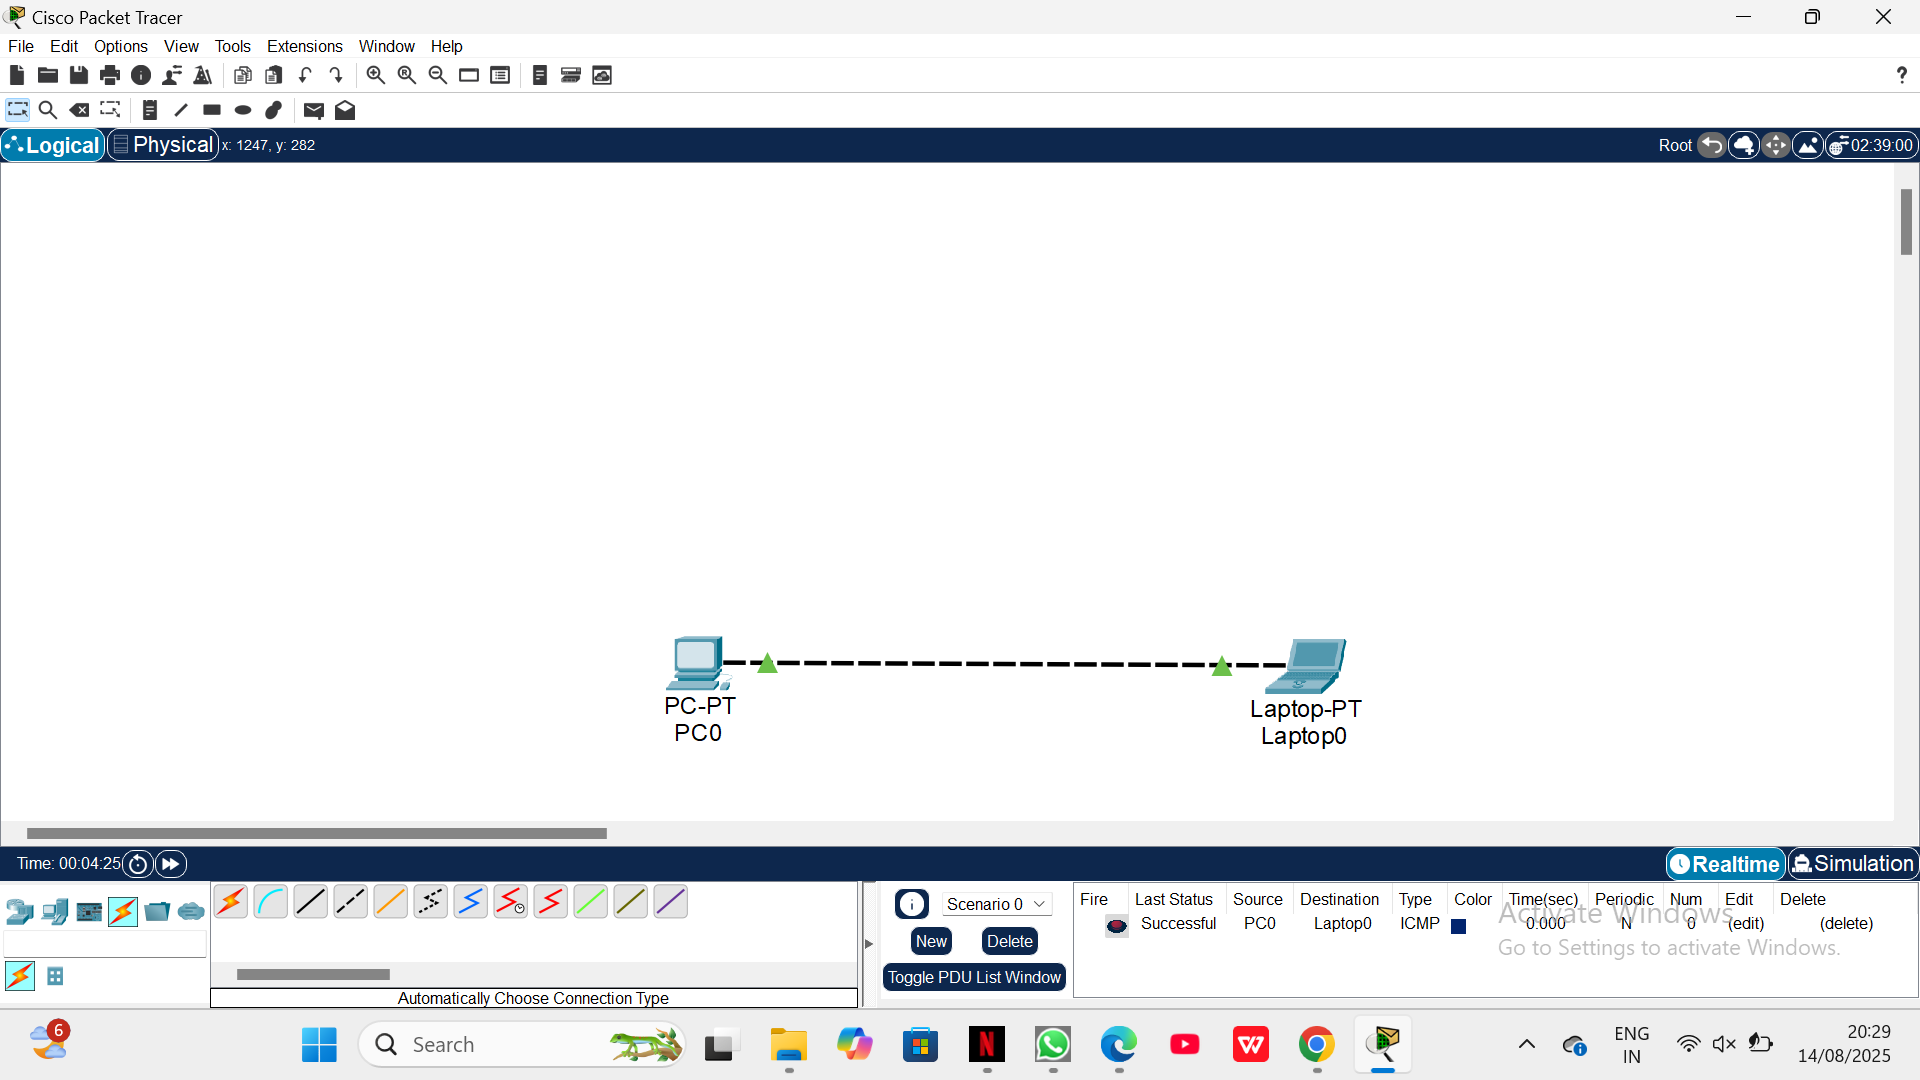 Cisco Packet Tracer
File Edit Options View Tools Extensions Window Help
?
Logical Physical x: 1247, y: 282 Root 02:39:00
PC-PT
PC0
Laptop-PT
Laptop0
Time: 00:04:25 Realtime Simulation
Scenario 0
New Delete
Toggle PDU List Window
Fire Last Status Source Destination Type Color Time(sec) Periodic Num Edit Delete
Successful PC0 Laptop0 ICMP 0.000 N 0 (edit) (delete)
Activate Windows
Go to Settings to activate Windows.
Automatically Choose Connection Type
6
Search
ENG
IN
20:29
14/08/2025